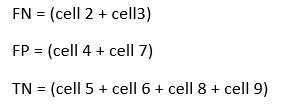 FN = (cell 2 + cell3)
FP = (cell 4 + cell 7)
TN = (cell 5 + cell 6 + cell 8 + cell 9)